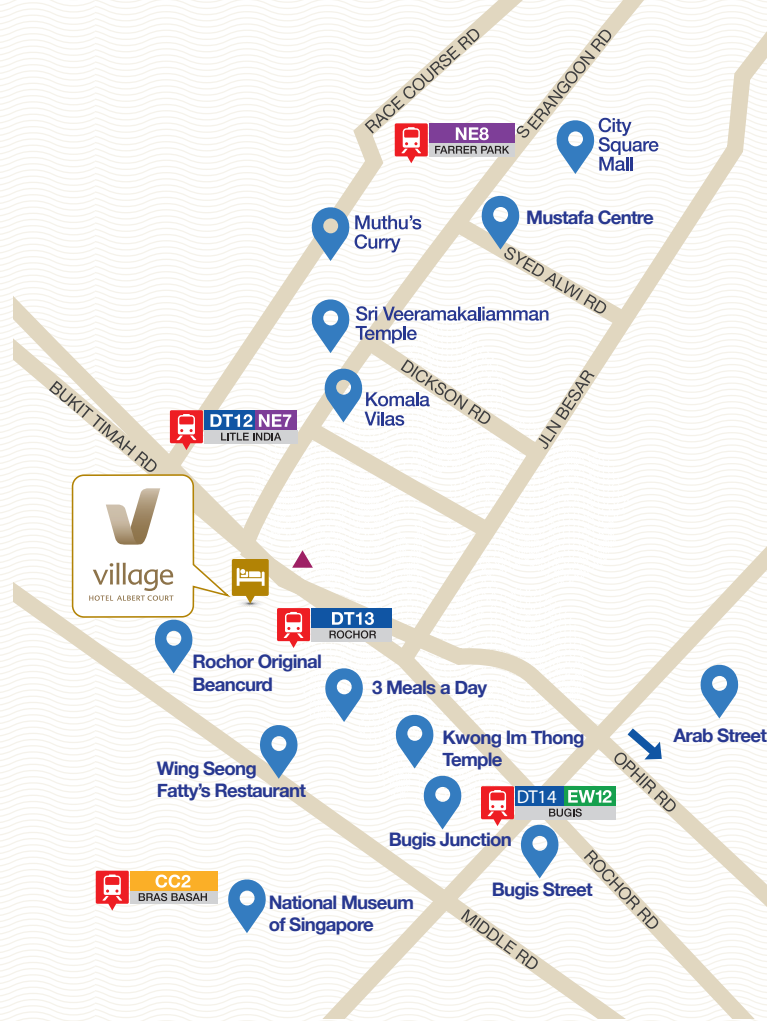 RACE COURSE RD
SERANGOON RD
NE8
FARRER PARK
City
Square
Mall
Muthu's
Curry
Mustafa Centre
SYED ALWI RD
Sri Veeramakaliamman
Temple
DICKSON RD
Komala
Vilas
JLN BESAR
BUKIT TIMAH RD
DT12 NE7
LITLE INDIA
village
HOTEL ALBERT COURT
DT13
ROCHOR
Rochor Original
Beancurd
3 Meals a Day
Kwong Im Thong
Temple
Arab Street
OPHIR RD
Wing Seong
Fatty's Restaurant
DT14 EW12
BUGIS
Bugis Junction
Bugis Street
ROCHOR RD
CC2
BRAS BASAH
National Museum
of Singapore
MIDDLE RD